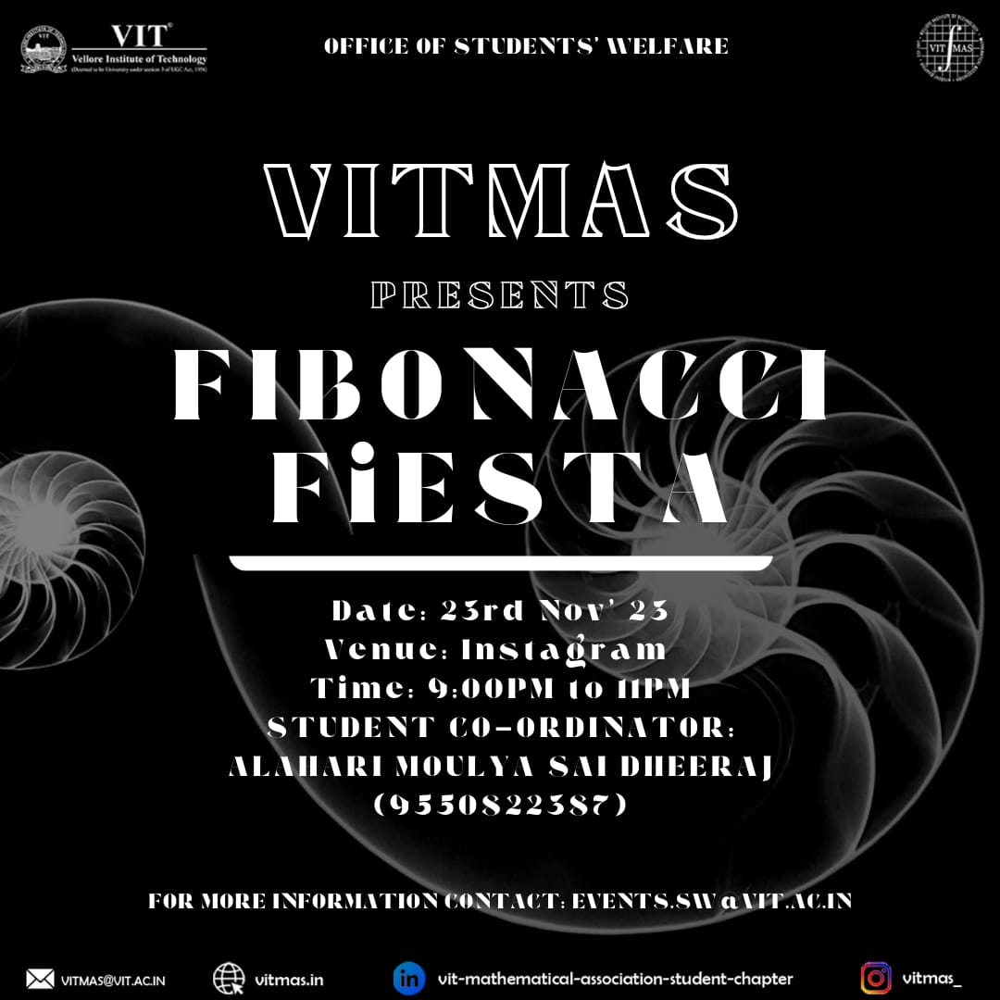 VIT
Vellore Institute of Technology
(Deemed to be University under section 3 of UGC Act, 1956)
OFFICE OF STUDENTS' WELFARE
VIT MAS
VITMAS
PRESENTS
FIBONACCI
FiESTA
Date: 23rd Nov' 23
Venue: Instagram
Time: 9:00PM to 11PM
STUDENT CO-ORDINATOR:
ALAHARI MOULYA SAI DHEERAJ
(9550822387)
FOR MORE INFORMATION CONTACT: EVENTS.SW@VIT.AC.IN
VITMAS@VIT.AC.IN
vitmas.in
in
vit-mathematical-association-student-chapter
vitmas_